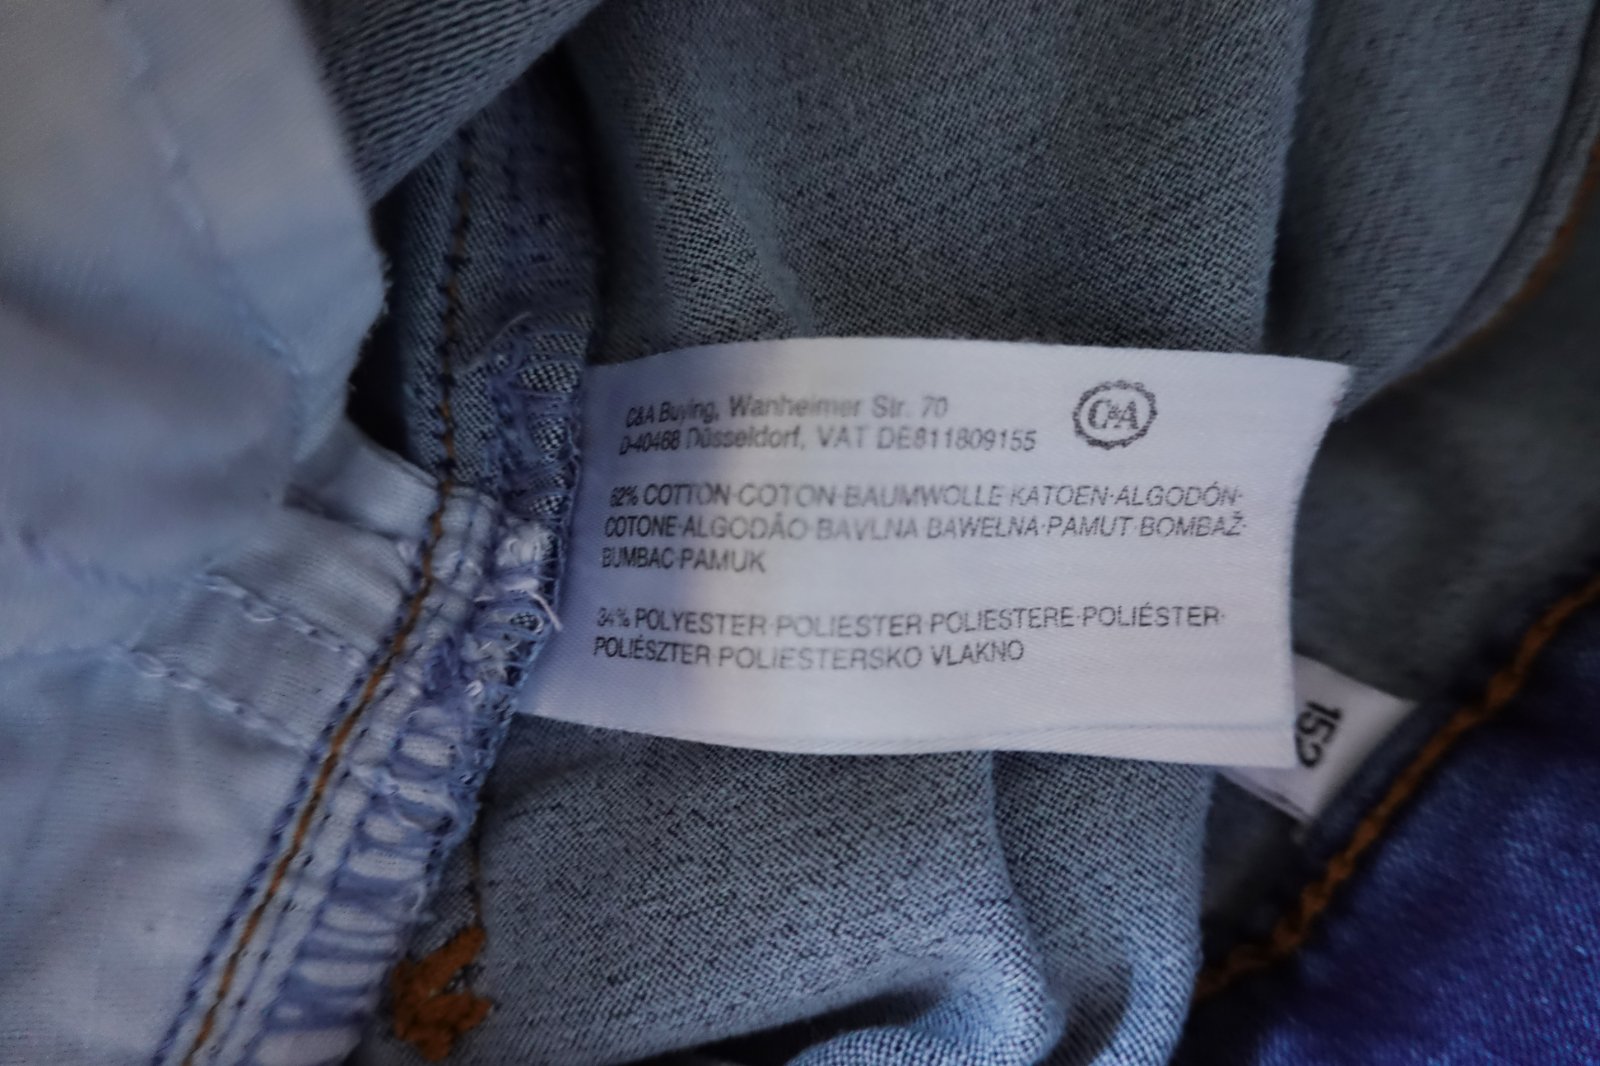 C&A Buying, Wanheimer Str. 70
D-40468 Düsseldorf, VAT DE811809155
C&A
62% COTTON·COTON·BAUMWOLLE·KATOEN·ALGODÓN·
COTONE·ALGODÃO·BAVLNA·BAWEŁNA·PAMUT·BOMBAŽ·
BUMBAC·PAMUK
34% POLYESTER·POLIESTER·POLIESTERE·POLIÉSTER·
POLIÉSZTER·POLIESTERSKO VLAKNO
152